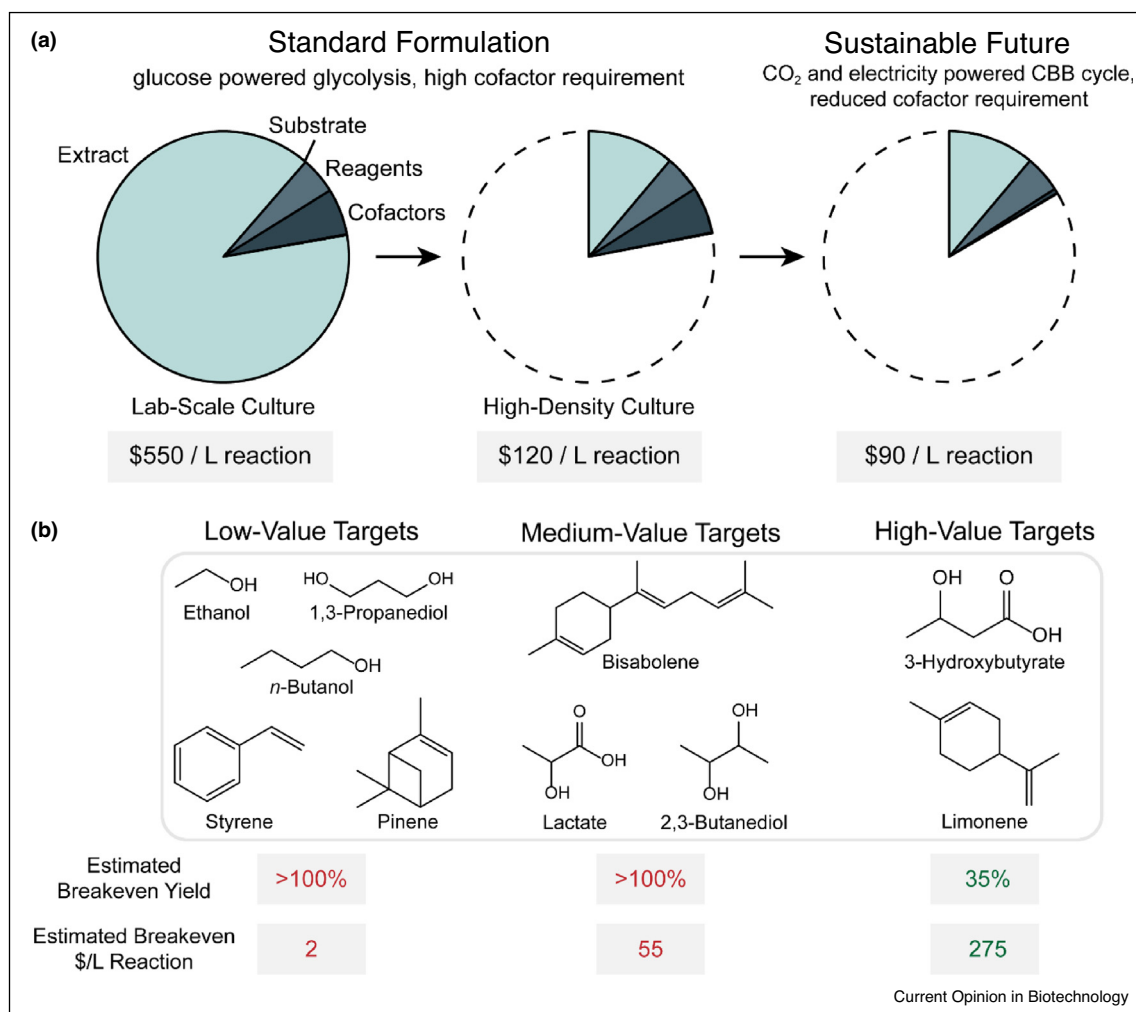 (a)
Standard Formulation
glucose powered glycolysis, high cofactor requirement
Sustainable Future
CO₂ and electricity powered CBB cycle,
reduced cofactor requirement
Extract
Substrate
Reagents
Cofactors
Lab-Scale Culture
High-Density Culture
$550 / L reaction
$120 / L reaction
$90 / L reaction
(b)
Low-Value Targets
Medium-Value Targets
High-Value Targets
OH
Ethanol
HO
OH
1,3-Propanediol
OH
n-Butanol
Styrene
Pinene
Bisabolene
O
OH
OH
Lactate
OH
OH
2,3-Butanediol
OH
O
OH
3-Hydroxybutyrate
Limonene
Estimated
Breakeven Yield
>100%
>100%
35%
Estimated Breakeven
$/L Reaction
2
55
275
Current Opinion in Biotechnology